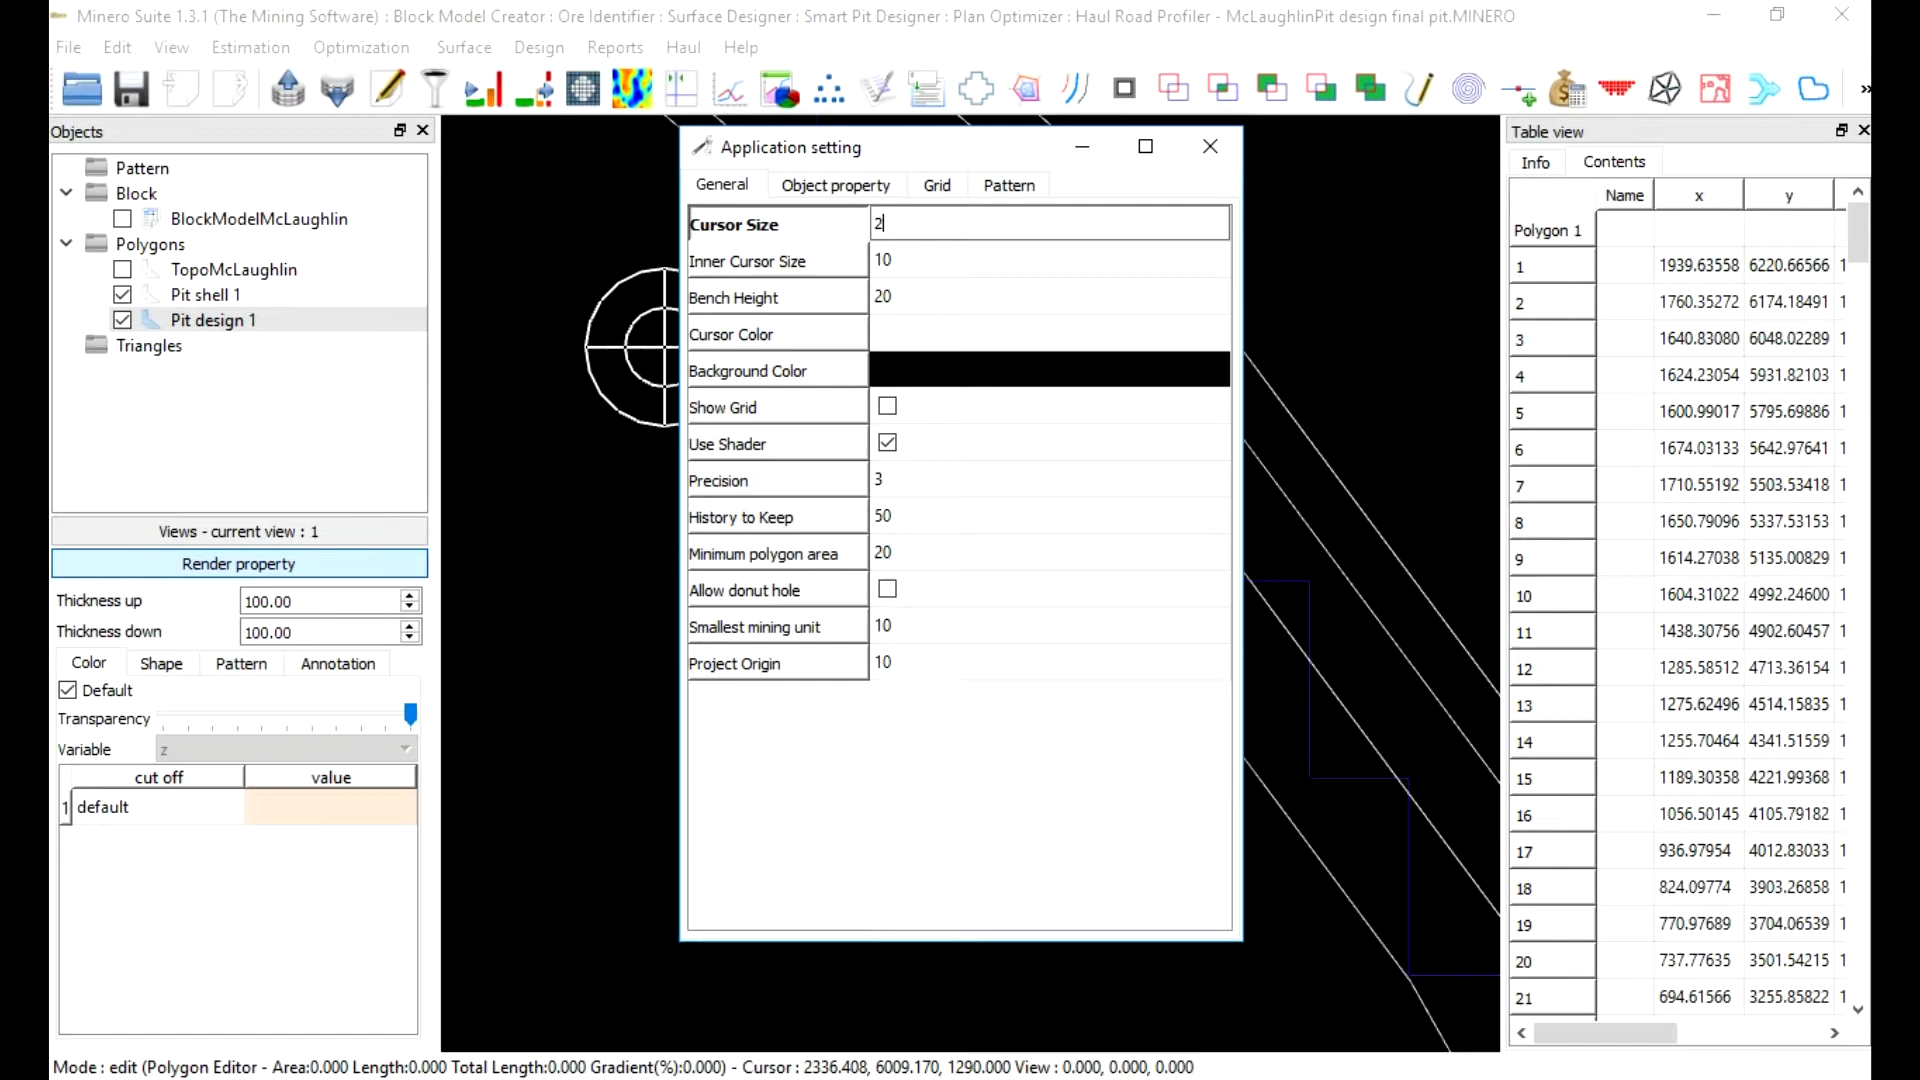 Minero Suite 1.3.1 (The Mining Software) : Block Model Creator : Ore Identifier : Surface Designer : Smart Pit Designer : Plan Optimizer : Haul Road Profiler - McLaughlinPit design final pit.MINERO
File Edit View Estimation Optimization Surface Design Reports Haul Help
»
Objects
Pattern
Block
BlockModelMcLaughlin
Polygons
TopoMcLaughlin
Pit shell 1
Pit design 1
Triangles
Views - current view : 1
Render property
Thickness up 100.00
Thickness down 100.00
Color Shape Pattern Annotation
Default
Transparency
Variable z
cut off value
1 default
Application setting
General Object property Grid Pattern
Cursor Size 2
Inner Cursor Size 10
Bench Height 20
Cursor Color
Background Color
Show Grid
Use Shader
Precision 3
History to Keep 50
Minimum polygon area 20
Allow donut hole
Smallest mining unit 10
Project Origin 10
Table view
Info Contents
Name x y
Polygon 1
1 1939.63558 6220.66566 1
2 1760.35272 6174.18491 1
3 1640.83080 6048.02289 1
4 1624.23054 5931.82103 1
5 1600.99017 5795.69886 1
6 1674.03133 5642.97641 1
7 1710.55192 5503.53418 1
8 1650.79096 5337.53153 1
9 1614.27038 5135.00829 1
10 1604.31022 4992.24600 1
11 1438.30756 4902.60457 1
12 1285.58512 4713.36154 1
13 1275.62496 4514.15835 1
14 1255.70464 4341.51559 1
15 1189.30358 4221.99368 1
16 1056.50145 4105.79182 1
17 936.97954 4012.83033 1
18 824.09774 3903.26858 1
19 770.97689 3704.06539 1
20 737.77635 3501.54215 1
21 694.61566 3255.85822 1
Mode : edit (Polygon Editor - Area:0.000 Length:0.000 Total Length:0.000 Gradient(%):0.000) - Cursor : 2336.408, 6009.170, 1290.000 View : 0.000, 0.000, 0.000